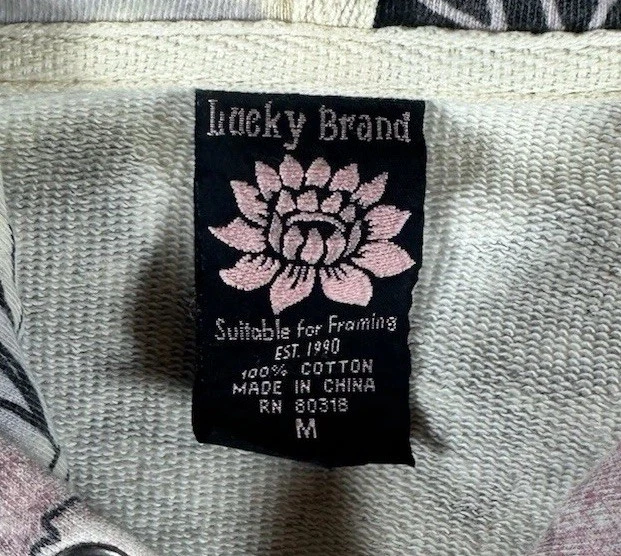 Lucky Brand
Suitable for Framing
EST. 1990
100% COTTON
MADE IN CHINA
RN 80318
M